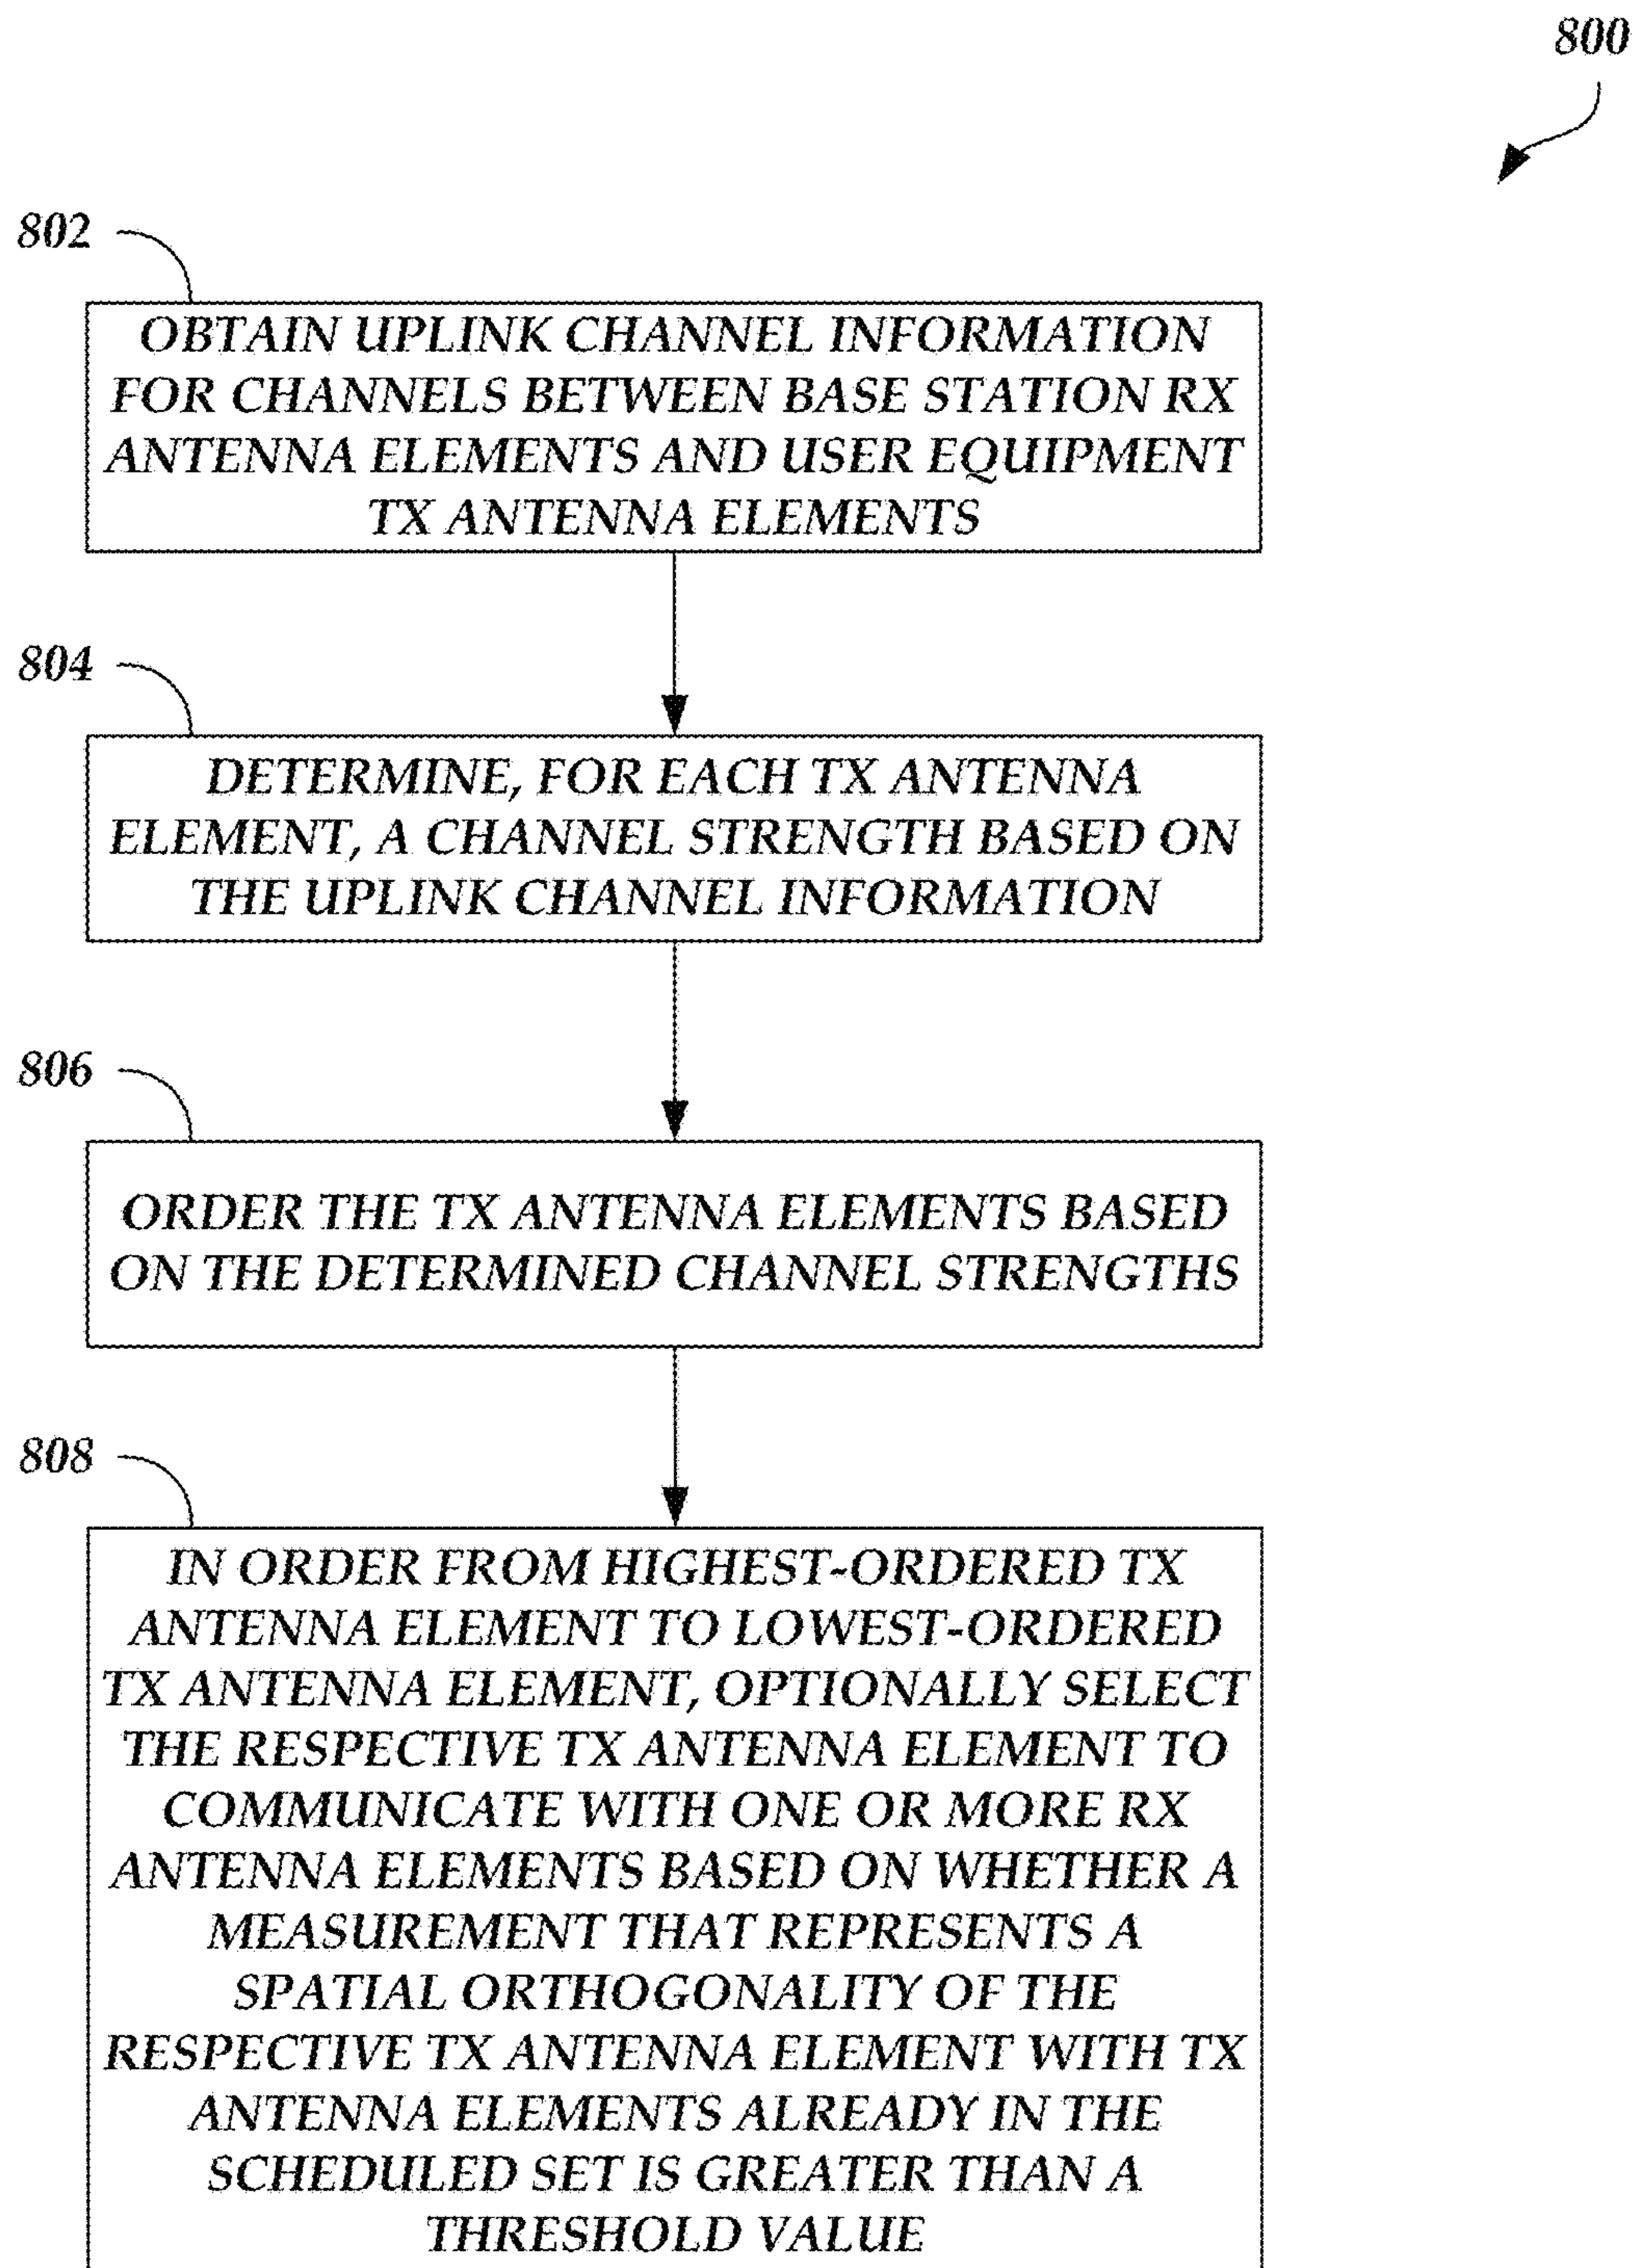 800
802
OBTAIN UPLINK CHANNEL INFORMATION
FOR CHANNELS BETWEEN BASE STATION RX
ANTENNA ELEMENTS AND USER EQUIPMENT
TX ANTENNA ELEMENTS
804
DETERMINE, FOR EACH TX ANTENNA
ELEMENT, A CHANNEL STRENGTH BASED ON
THE UPLINK CHANNEL INFORMATION
806
ORDER THE TX ANTENNA ELEMENTS BASED
ON THE DETERMINED CHANNEL STRENGTHS
808
IN ORDER FROM HIGHEST-ORDERED TX
ANTENNA ELEMENT TO LOWEST-ORDERED
TX ANTENNA ELEMENT, OPTIONALLY SELECT
THE RESPECTIVE TX ANTENNA ELEMENT TO
COMMUNICATE WITH ONE OR MORE RX
ANTENNA ELEMENTS BASED ON WHETHER A
MEASUREMENT THAT REPRESENTS A
SPATIAL ORTHOGONALITY OF THE
RESPECTIVE TX ANTENNA ELEMENT WITH TX
ANTENNA ELEMENTS ALREADY IN THE
SCHEDULED SET IS GREATER THAN A
THRESHOLD VALUE